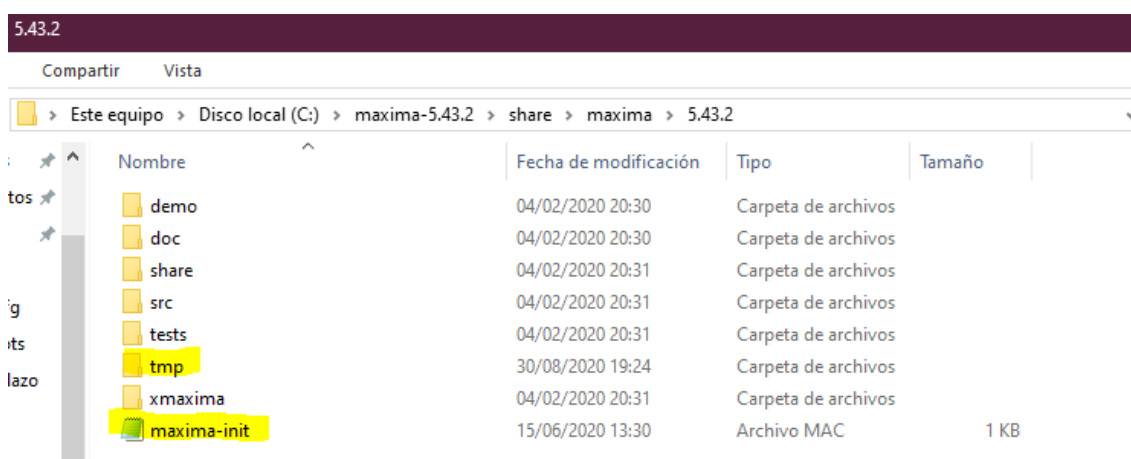 5.43.2
Compartir Vista
Este equipo > Disco local (C:) > maxima-5.43.2 > share > maxima > 5.43.2
Nombre Fecha de modificación Tipo Tamaño
demo 04/02/2020 20:30 Carpeta de archivos
tos doc 04/02/2020 20:30 Carpeta de archivos
share 04/02/2020 20:31 Carpeta de archivos
src 04/02/2020 20:31 Carpeta de archivos
tests 04/02/2020 20:31 Carpeta de archivos
tmp 30/08/2020 19:24 Carpeta de archivos
lazo xmaxima 04/02/2020 20:31 Carpeta de archivos
maxima-init 15/06/2020 13:30 Archivo MAC 1 KB